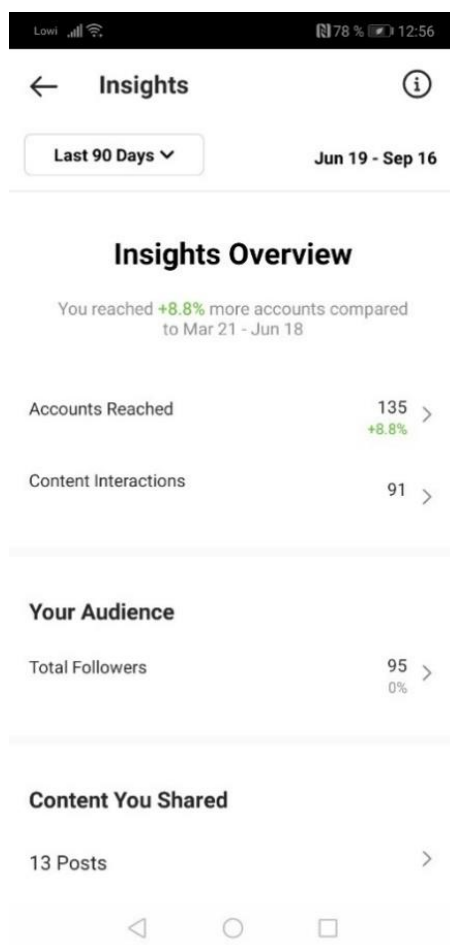 Lowi 78 % 12:56
Insights
Last 90 Days Jun 19 - Sep 16
Insights Overview
You reached +8.8% more accounts compared
to Mar 21 - Jun 18
Accounts Reached 135
+8.8%
Content Interactions 91
Your Audience
Total Followers 95
0%
Content You Shared
13 Posts